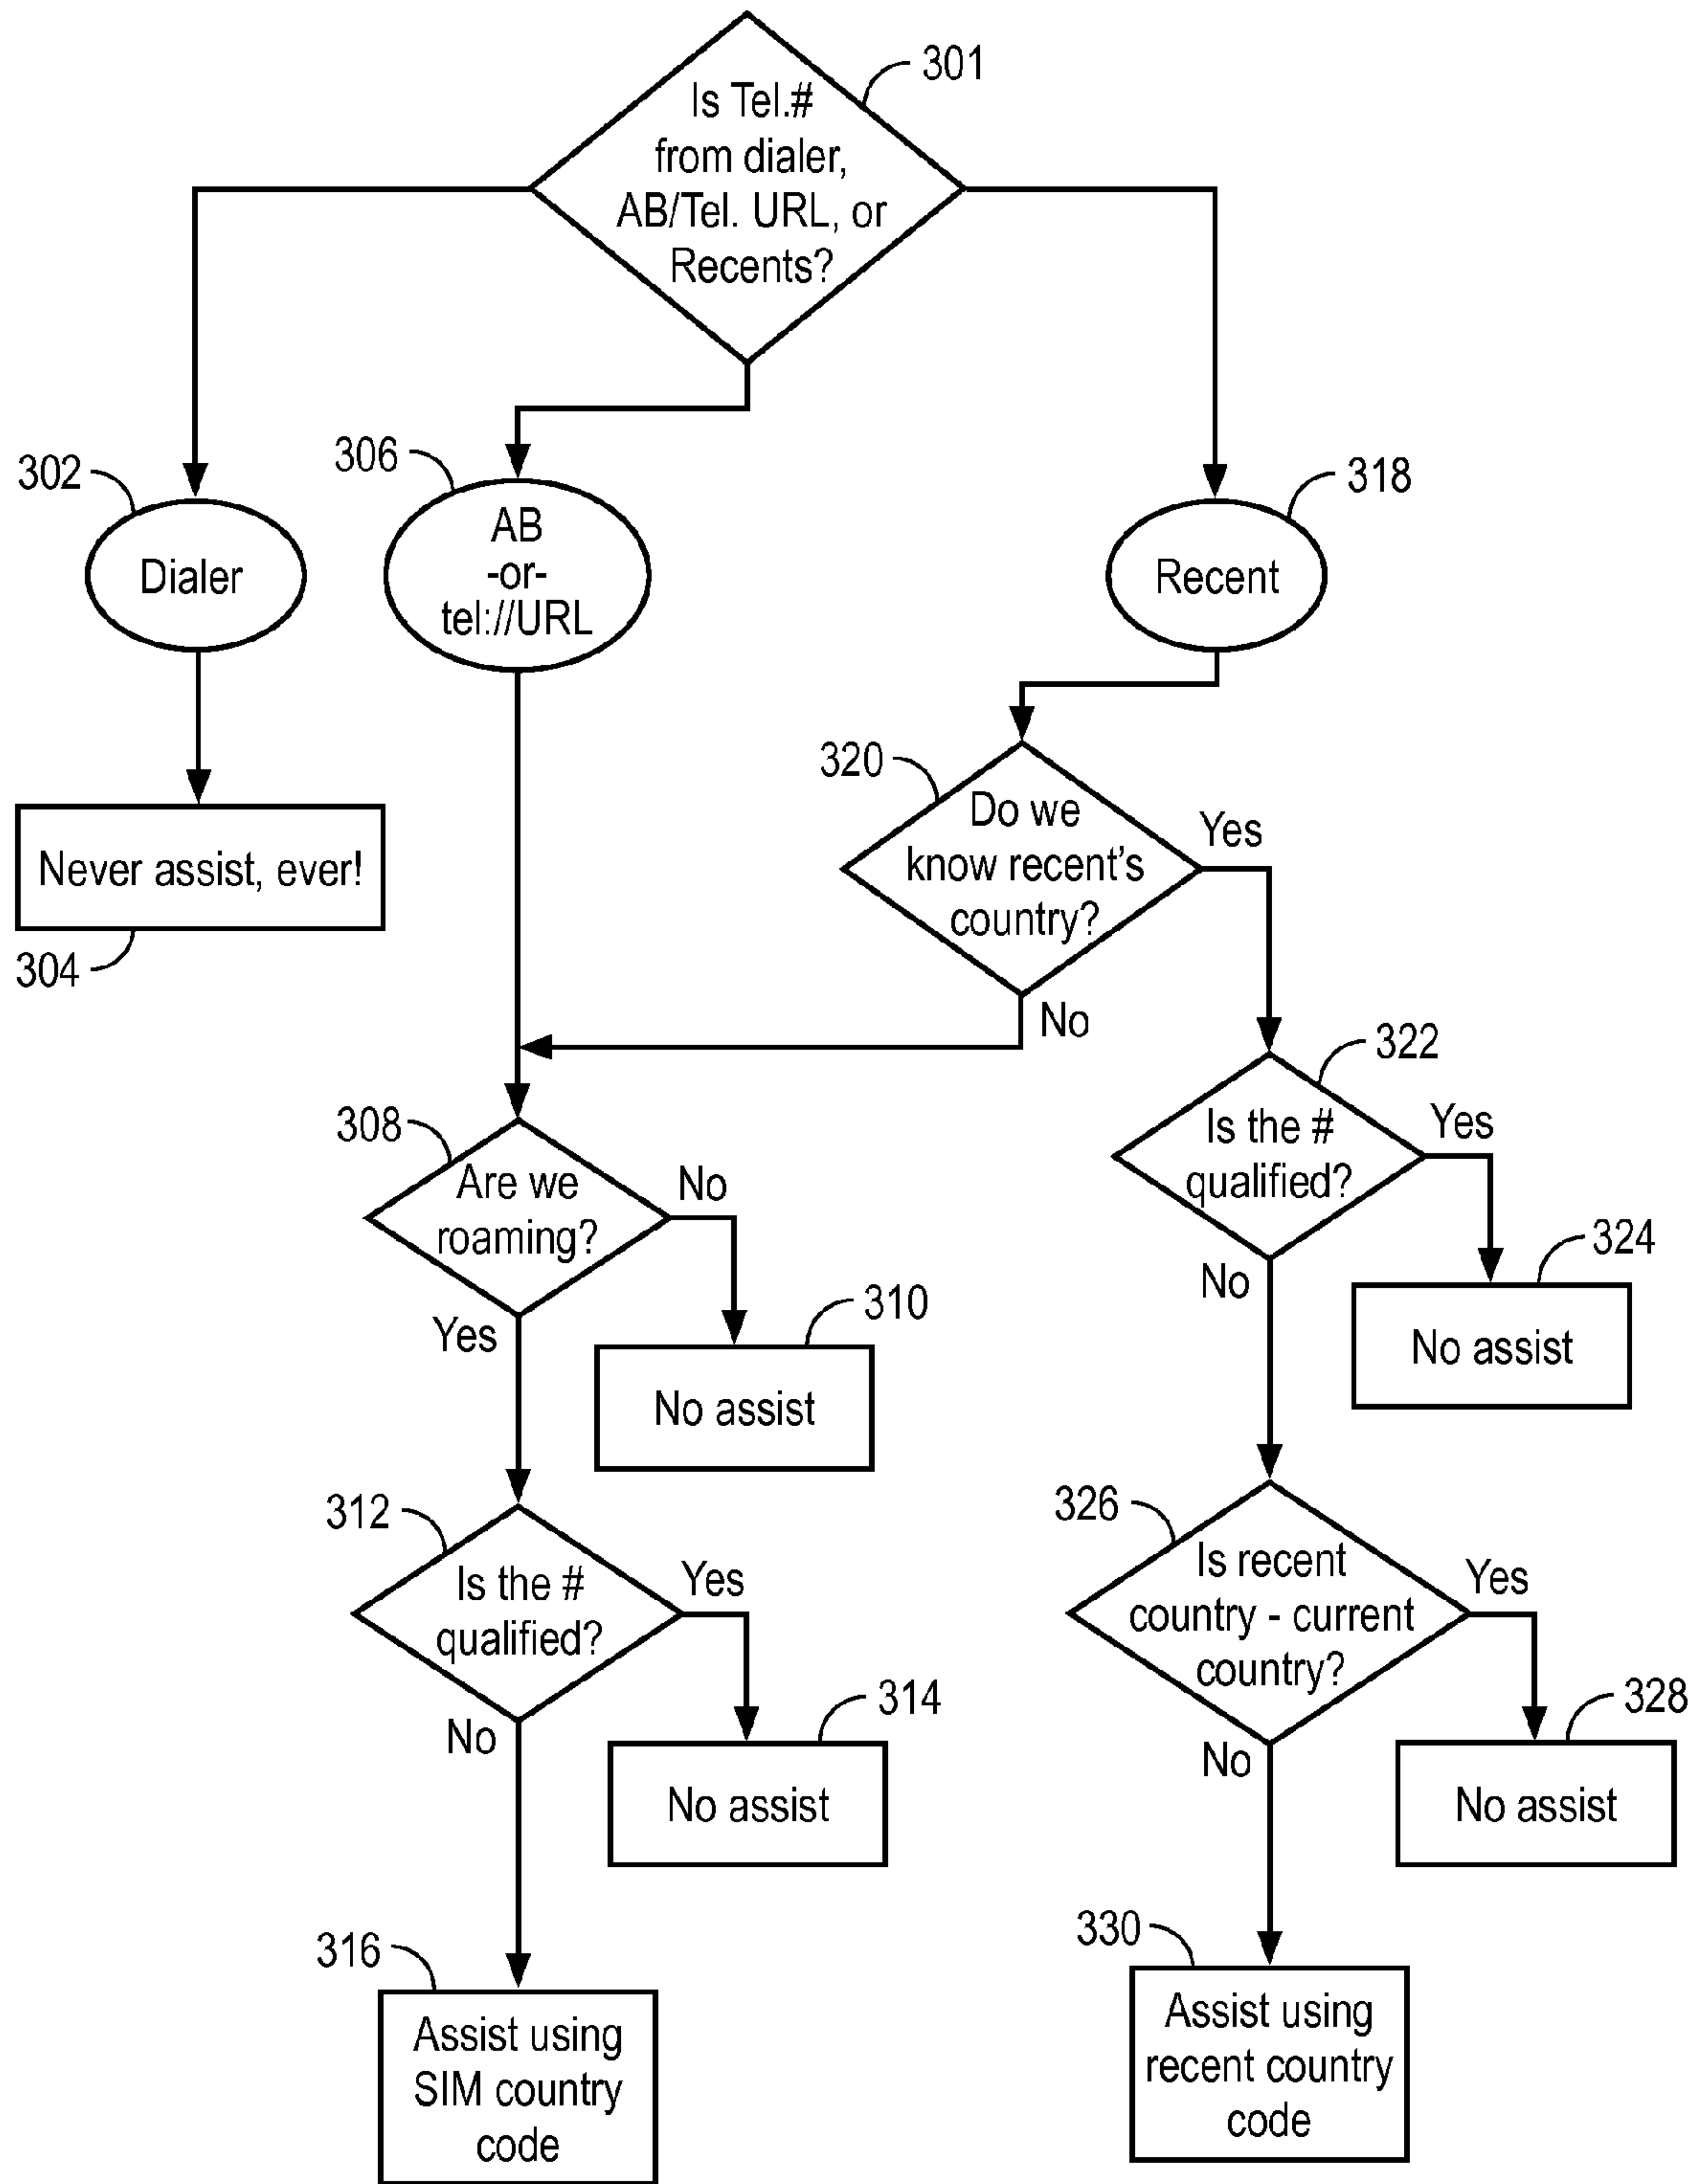 301
Is Tel.#
from dialer,
AB/Tel. URL, or
Recents?
302
Dialer
306
AB
-or-
tel://URL
318
Recent
Never assist, ever!
304
320
Do we
know recent's
country?
Yes
No
308
Are we
roaming?
No
Yes
310
No assist
322
Is the #
qualified?
Yes
No
324
No assist
312
Is the #
qualified?
Yes
No
314
No assist
326
Is recent
country - current
country?
Yes
No
328
No assist
316
Assist using
SIM country
code
330
Assist using
recent country
code